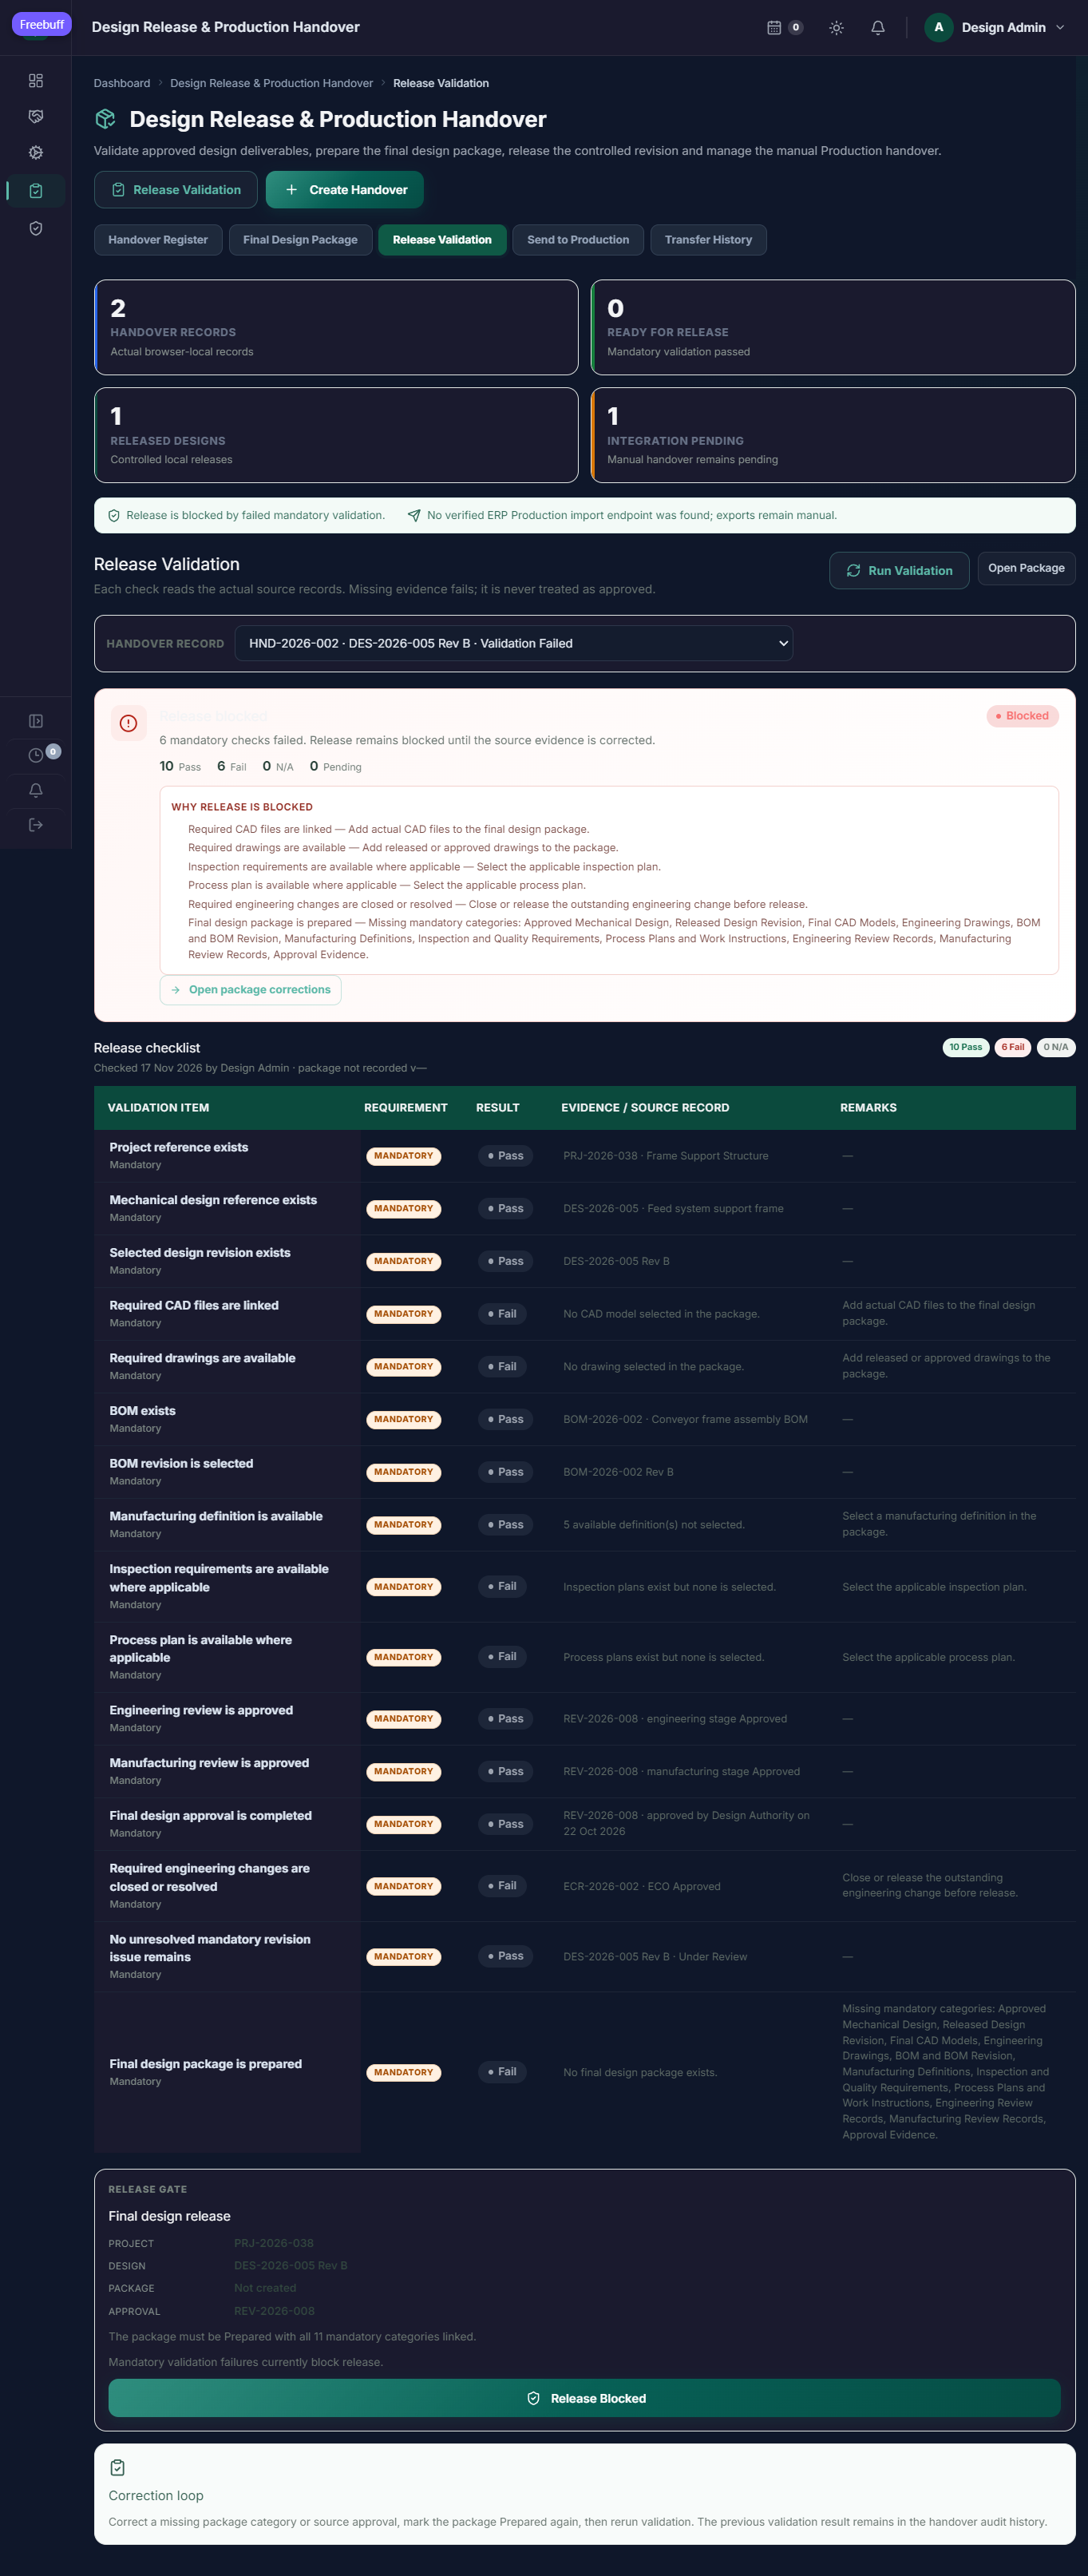 Freebuff
Design Release & Production Handover
0
A
Design Admin
Dashboard
Design Release & Production Handover
Release Validation
Design Release & Production Handover
Validate approved design deliverables, prepare the final design package, release the controlled revision and manage the manual Production handover.
Release Validation
Create Handover
Handover Register
Final Design Package
Release Validation
Send to Production
Transfer History
2
HANDOVER RECORDS
Actual browser-local records
0
READY FOR RELEASE
Mandatory validation passed
1
RELEASED DESIGNS
Controlled local releases
1
INTEGRATION PENDING
Manual handover remains pending
Release is blocked by failed mandatory validation.
No verified ERP Production import endpoint was found; exports remain manual.
Release Validation
Each check reads the actual source records. Missing evidence fails; it is never treated as approved.
Run Validation
Open Package
HANDOVER RECORD
HND-2026-002 · DES-2026-005 Rev B · Validation Failed
0
Release blocked
Blocked
6 mandatory checks failed. Release remains blocked until the source evidence is corrected.
10 Pass 6 Fail 0 N/A 0 Pending
WHY RELEASE IS BLOCKED
Required CAD files are linked — Add actual CAD files to the final design package.
Required drawings are available — Add released or approved drawings to the package.
Inspection requirements are available where applicable — Select the applicable inspection plan.
Process plan is available where applicable — Select the applicable process plan.
Required engineering changes are closed or resolved — Close or release the outstanding engineering change before release.
Final design package is prepared — Missing mandatory categories: Approved Mechanical Design, Released Design Revision, Final CAD Models, Engineering Drawings, BOM
and BOM Revision, Manufacturing Definitions, Inspection and Quality Requirements, Process Plans and Work Instructions, Engineering Review Records, Manufacturing
Review Records, Approval Evidence.
Open package corrections
Release checklist
Checked 17 Nov 2026 by Design Admin · package not recorded v—
10 Pass
6 Fail
0 N/A
VALIDATION ITEM REQUIREMENT RESULT EVIDENCE / SOURCE RECORD REMARKS
Project reference exists
Mandatory
MANDATORY
Pass
PRJ-2026-038 · Frame Support Structure
—
Mechanical design reference exists
Mandatory
MANDATORY
Pass
DES-2026-005 · Feed system support frame
—
Selected design revision exists
Mandatory
MANDATORY
Pass
DES-2026-005 Rev B
—
Required CAD files are linked
Mandatory
MANDATORY
Fail
No CAD model selected in the package.
Add actual CAD files to the final design
package.
Required drawings are available
Mandatory
MANDATORY
Fail
No drawing selected in the package.
Add released or approved drawings to the
package.
BOM exists
Mandatory
MANDATORY
Pass
BOM-2026-002 · Conveyor frame assembly BOM
—
BOM revision is selected
Mandatory
MANDATORY
Pass
BOM-2026-002 Rev B
—
Manufacturing definition is available
Mandatory
MANDATORY
Pass
5 available definition(s) not selected.
Select a manufacturing definition in the
package.
Inspection requirements are available
where applicable
Mandatory
MANDATORY
Fail
Inspection plans exist but none is selected.
Select the applicable inspection plan.
Process plan is available where
applicable
Mandatory
MANDATORY
Fail
Process plans exist but none is selected.
Select the applicable process plan.
Engineering review is approved
Mandatory
MANDATORY
Pass
REV-2026-008 · engineering stage Approved
—
Manufacturing review is approved
Mandatory
MANDATORY
Pass
REV-2026-008 · manufacturing stage Approved
—
Final design approval is completed
Mandatory
MANDATORY
Pass
REV-2026-008 · approved by Design Authority on
22 Oct 2026
—
Required engineering changes are
closed or resolved
Mandatory
MANDATORY
Fail
ECR-2026-002 · ECO Approved
Close or release the outstanding
engineering change before release.
No unresolved mandatory revision
issue remains
Mandatory
MANDATORY
Pass
DES-2026-005 Rev B · Under Review
—
Final design package is prepared
Mandatory
MANDATORY
Fail
No final design package exists.
Missing mandatory categories: Approved
Mechanical Design, Released Design
Revision, Final CAD Models, Engineering
Drawings, BOM and BOM Revision,
Manufacturing Definitions, Inspection and
Quality Requirements, Process Plans and
Work Instructions, Engineering Review
Records, Manufacturing Review Records,
Approval Evidence.
RELEASE GATE
Final design release
PROJECT PRJ-2026-038
DESIGN DES-2026-005 Rev B
PACKAGE Not created
APPROVAL REV-2026-008
The package must be Prepared with all 11 mandatory categories linked.
Mandatory validation failures currently block release.
Release Blocked
Correction loop
Correct a missing package category or source approval, mark the package Prepared again, then rerun validation. The previous validation result remains in the handover audit history.